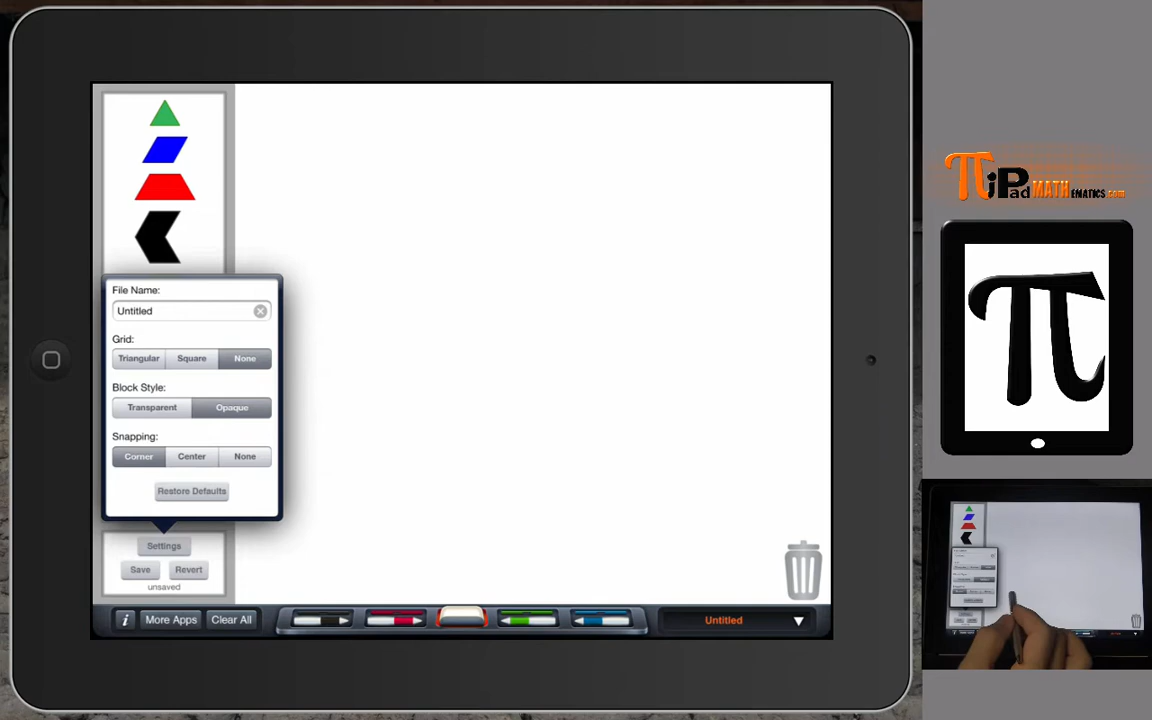 File Name:
Untitled
Grid:
Triangular Square None
Block Style:
Transparent Opaque
Snapping:
Corner Center None
Restore Defaults
Settings
Save Revert
unsaved
i More Apps Clear All
Untitled
π iPad MATHEMATICS.com
π